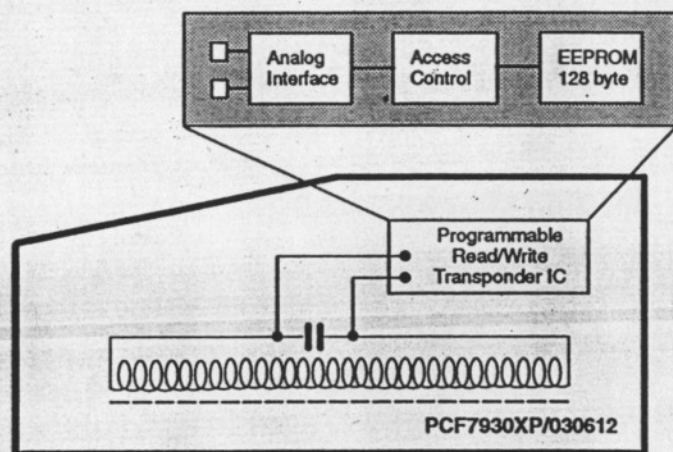 Analog
Interface
Access
Control
EEPROM
128 byte
Programmable
Read/Write
Transponder IC
PCF7930XP/030612